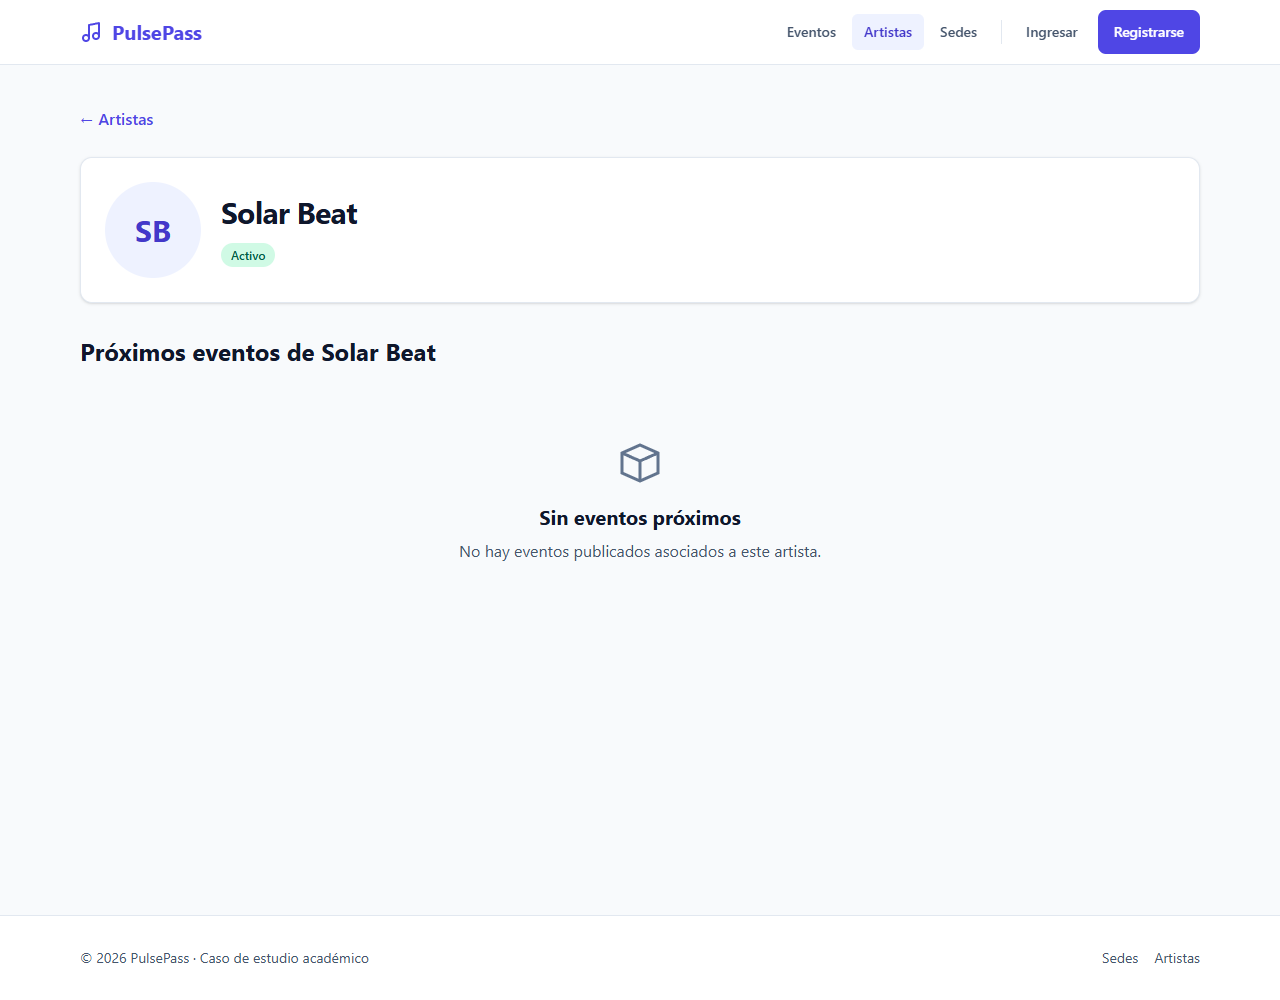 PulsePass
Eventos Artistas Sedes Ingresar Registrarse
← Artistas
SB
Solar Beat
Activo
Próximos eventos de Solar Beat
Sin eventos próximos
No hay eventos publicados asociados a este artista.
© 2026 PulsePass · Caso de estudio académico
Sedes Artistas